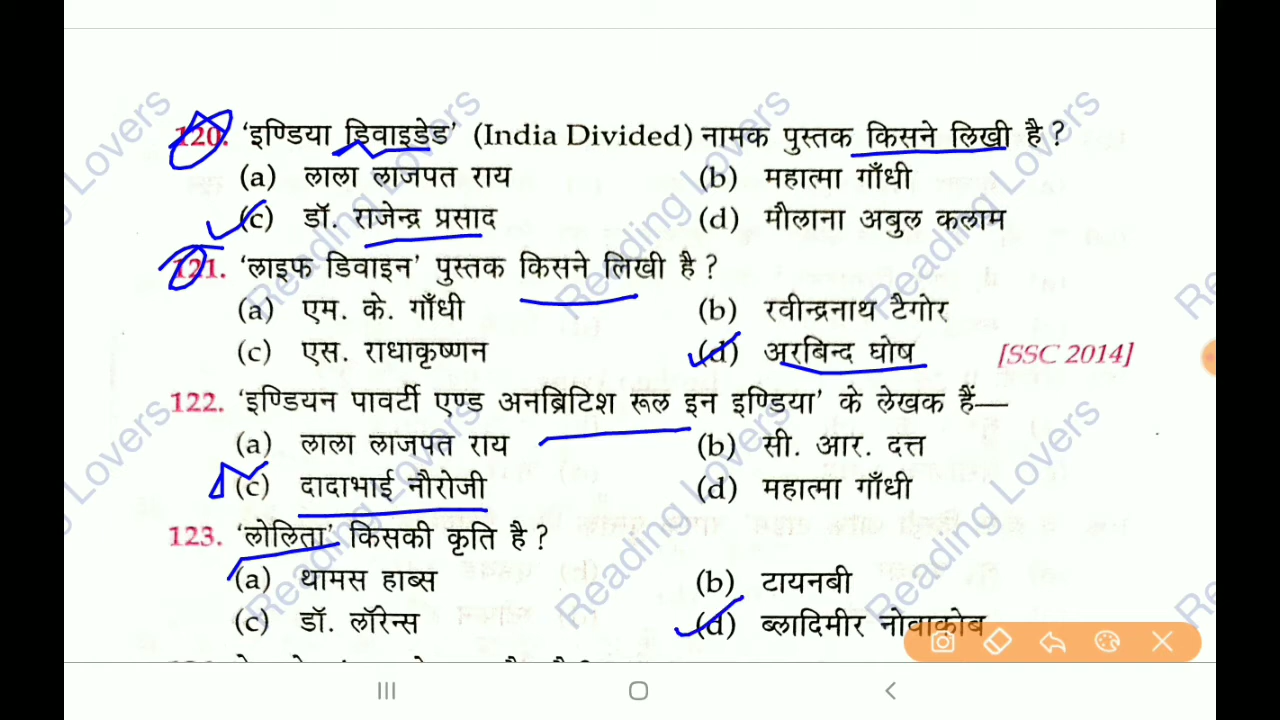 120. 'इण्डिया डिवाइडेड' (India Divided) नामक पुस्तक किसने लिखी है ?
(a) लाला लाजपत राय (b) महात्मा गाँधी
(c) डॉ. राजेन्द्र प्रसाद (d) मौलाना अबुल कलाम
121. 'लाइफ डिवाइन' पुस्तक किसने लिखी है ?
(a) एम. के. गाँधी (b) रवीन्द्रनाथ टैगोर
(c) एस. राधाकृष्णन (d) अरबिन्द घोष [SSC 2014]
122. 'इण्डियन पावर्टी एण्ड अनब्रिटिश रूल इन इण्डिया' के लेखक हैं—
(a) लाला लाजपत राय (b) सी. आर. दत्त
(c) दादाभाई नौरोजी (d) महात्मा गाँधी
123. 'लोलिता' किसकी कृति है ?
(a) थामस हाब्स (b) टायनबी
(c) डॉ. लॉरेन्स (d) ब्लादिमीर नोवाकोब
Reading Lovers